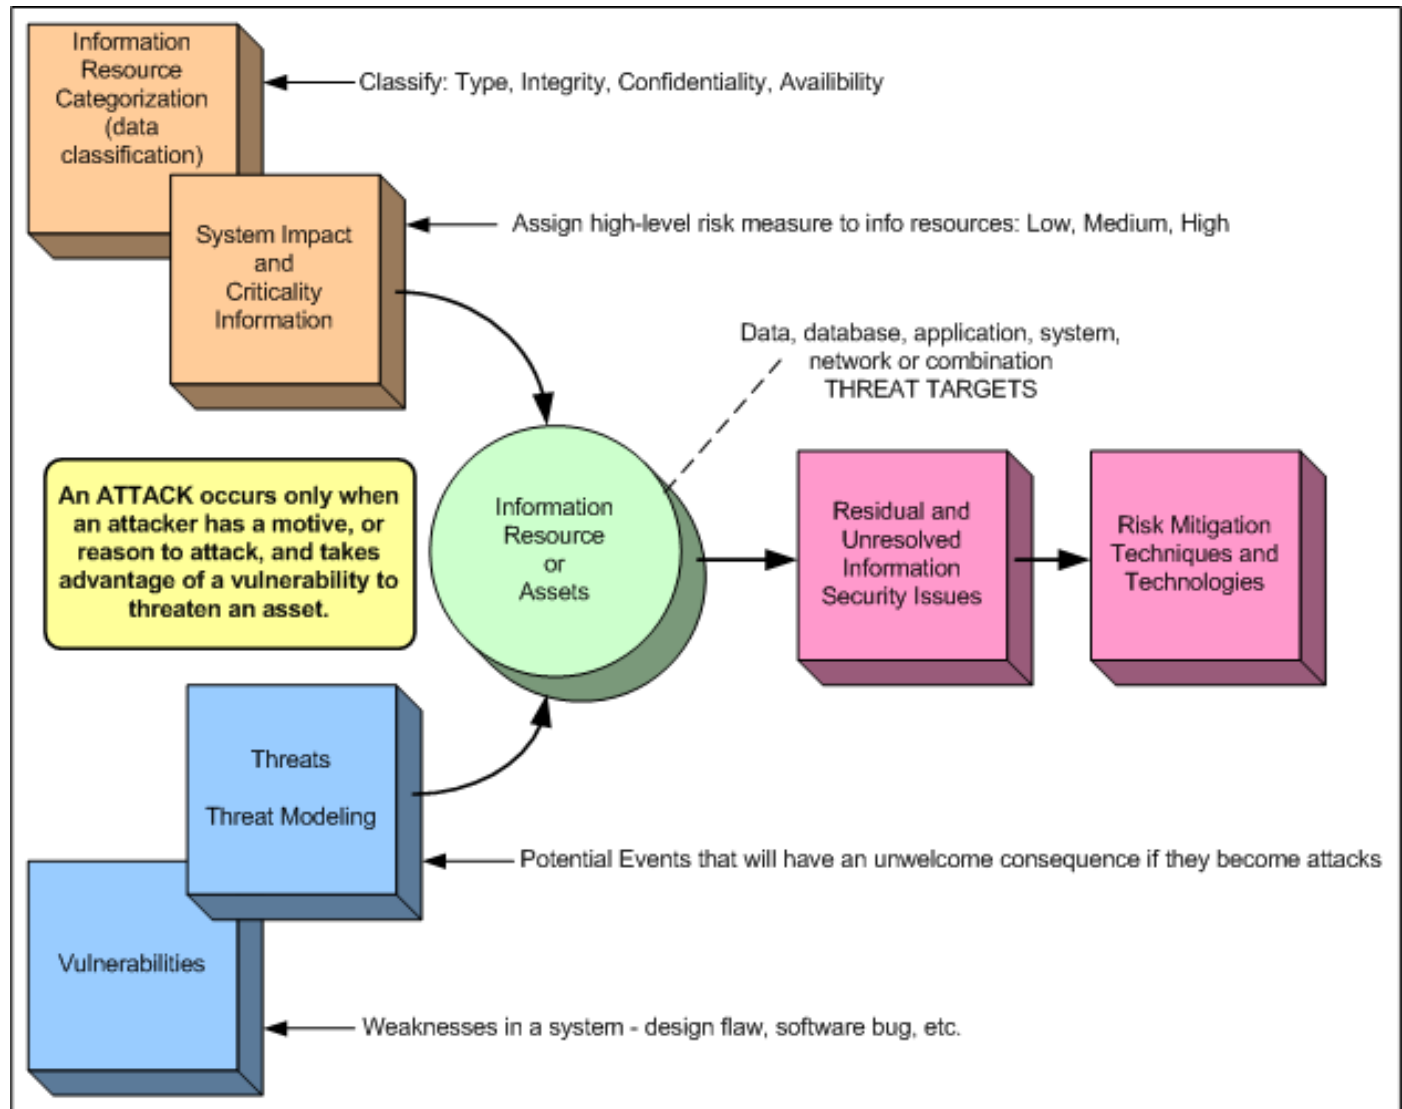 Information
Resource
Categorization
(data
classification)
Classify: Type, Integrity, Confidentiality, Availibility
System Impact
and
Criticality
Information
Assign high-level risk measure to info resources: Low, Medium, High
Data, database, application, system,
network or combination
THREAT TARGETS
An ATTACK occurs only when
an attacker has a motive, or
reason to attack, and takes
advantage of a vulnerability to
threaten an asset.
Information
Resource
or
Assets
Residual and
Unresolved
Information
Security Issues
Risk Mitigation
Techniques and
Technologies
Threats
Threat Modeling
Potential Events that will have an unwelcome consequence if they become attacks
Vulnerabilities
Weaknesses in a system - design flaw, software bug, etc.